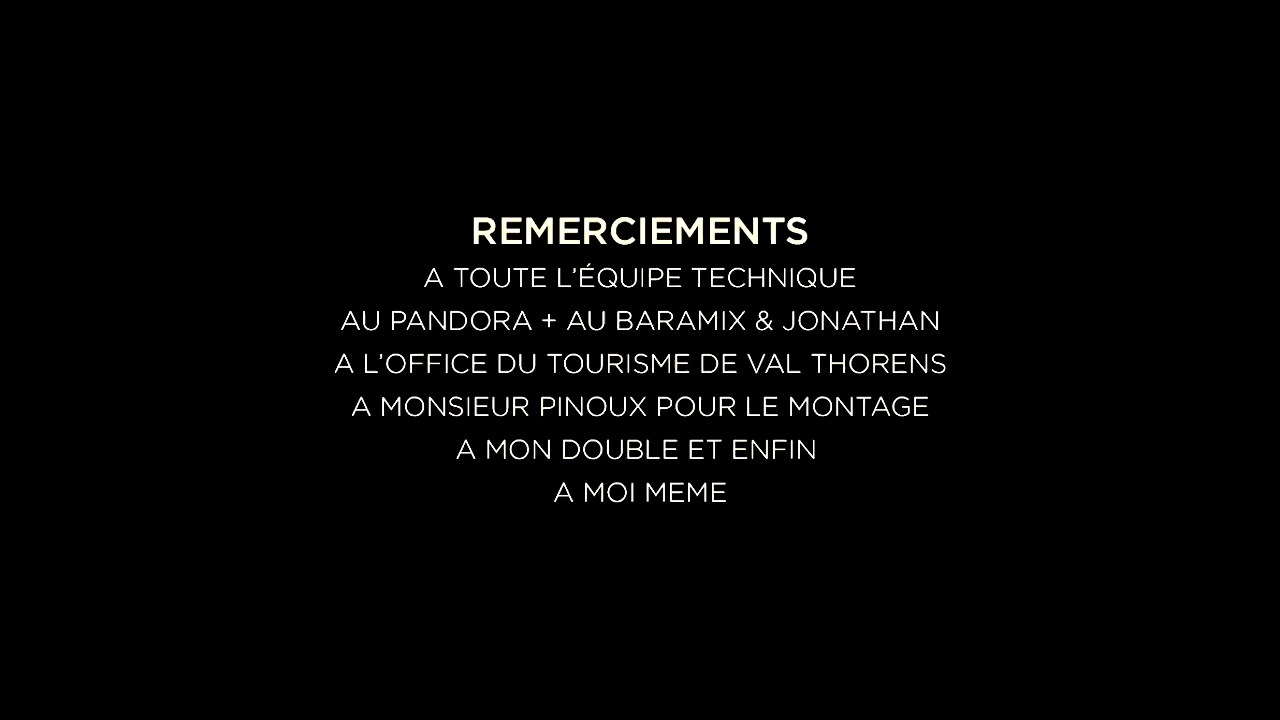 REMERCIEMENTS
A TOUTE L’ÉQUIPE TECHNIQUE
AU PANDORA + AU BARAMIX & JONATHAN
A L’OFFICE DU TOURISME DE VAL THORENS
A MONSIEUR PINOUX POUR LE MONTAGE
A MON DOUBLE ET ENFIN
A MOI MEME